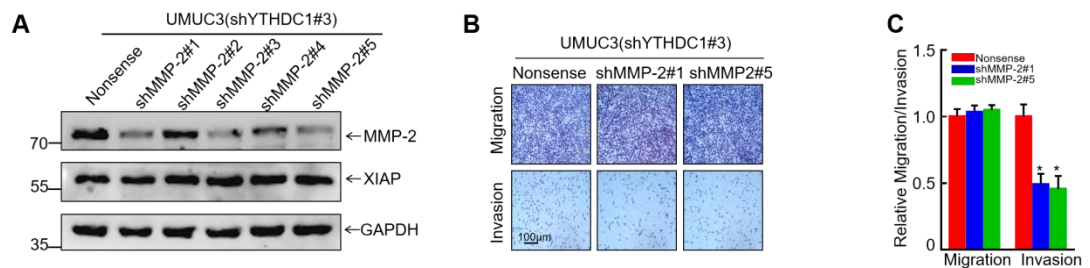 A
UMUC3(shYTHDC1#3)
Nonsense
shMMP-2#1
shMMP-2#2
shMMP-2#3
shMMP-2#4
shMMP-2#5
70
←MMP-2
55
←XIAP
35
←GAPDH
B
UMUC3(shYTHDC1#3)
Nonsense shMMP-2#1 shMMP2#5
Migration
Invasion
100μm
C
Relative Migration/Invasion
1.5
1.0
0.5
0
Nonsense
shMMP-2#1
shMMP-2#5
* *
Migration Invasion